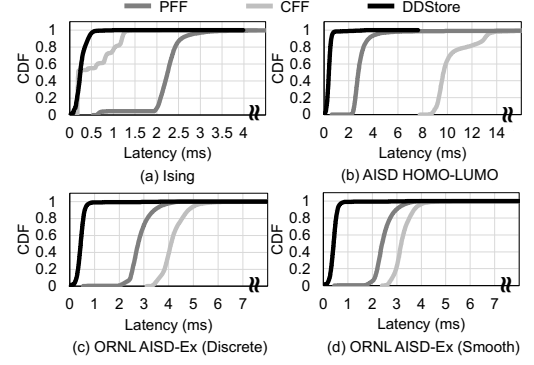 PFF CFF DDStore
CDF
1
0.8
0.6
0.4
0.2
0
0 0.5 1 1.5 2 2.5 3 3.5 4
Latency (ms)
(a) Ising
CDF
1
0.8
0.6
0.4
0.2
0
0 2 4 6 8 10 12 14
Latency (ms)
(b) AISD HOMO-LUMO
CDF
1
0.8
0.6
0.4
0.2
0
0 1 2 3 4 5 6 7
Latency (ms)
(c) ORNL AISD-Ex (Discrete)
CDF
1
0.8
0.6
0.4
0.2
0
0 1 2 3 4 5 6 7
Latency (ms)
(d) ORNL AISD-Ex (Smooth)